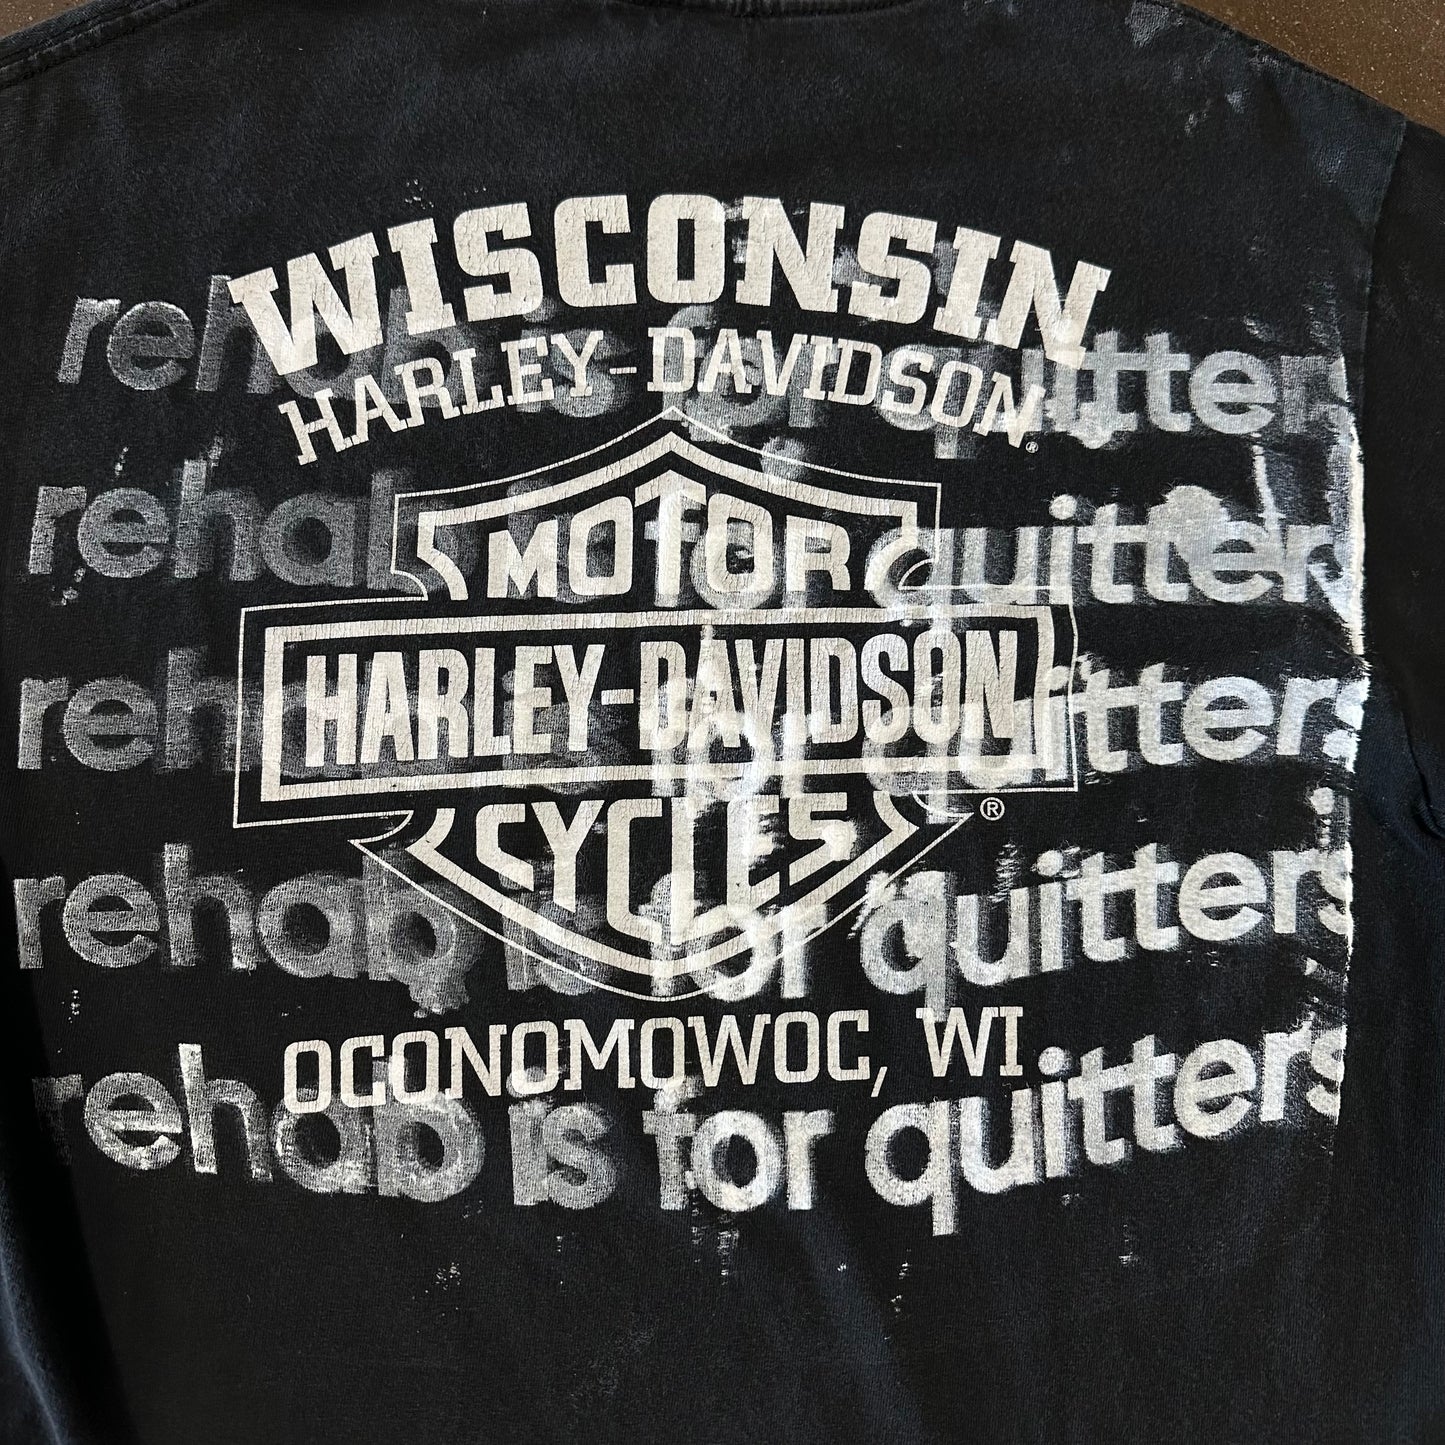 WISCONSIN
rehab is for quitters
HARLEY-DAVIDSON®
rehab is for quitters
MOTOR
HARLEY-DAVIDSON
rehab is for quitters
CYCLES
®
rehab is for quitters
OCONOMOWOC, WI
rehab is for quitters